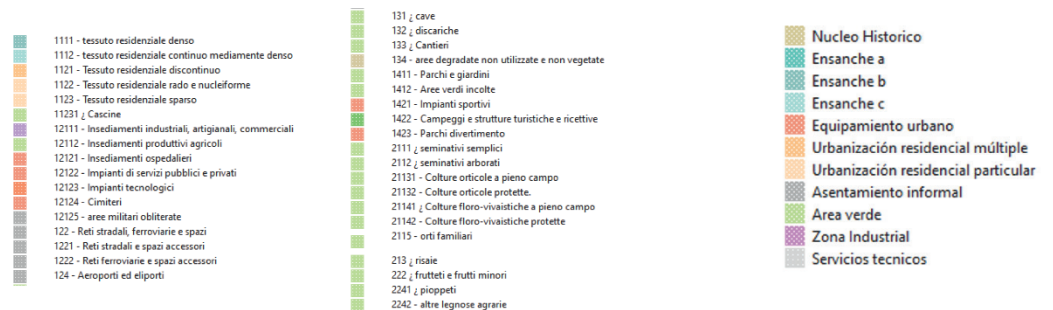 1111 - tessuto residenziale denso
1112 - tessuto residenziale continuo mediamente denso
1121 - Tessuto residenziale discontinuo
1122 - Tessuto residenziale rado e nucleiforme
1123 - Tessuto residenziale sparso
11231 ¿ Cascine
12111 - Insediamenti industriali, artigianali, commerciali
12112 - Insediamenti produttivi agricoli
12121 - Insediamenti ospedalieri
12122 - Impianti di servizi pubblici e privati
12123 - Impianti tecnologici
12124 - Cimiteri
12125 - aree militari obliterate
122 - Reti stradali, ferroviarie e spazi
1221 - Reti stradali e spazi accessori
1222 - Reti ferroviarie e spazi accessori
124 - Aeroporti ed eliporti
131 ¿ cave
132 ¿ discariche
133 ¿ Cantieri
134 - aree degradate non utilizzate e non vegetate
1411 - Parchi e giardini
1412 - Aree verdi incolte
1421 - Impianti sportivi
1422 - Campeggi e strutture turistiche e ricettive
1423 - Parchi divertimento
2111 ¿ seminativi semplici
2112 ¿ seminativi arborati
21131 - Colture orticole a pieno campo
21132 - Colture orticole protette.
21141 ¿ Colture floro-vivaistiche a pieno campo
21142 - Colture floro-vivaistiche protette
2115 - orti familiari
213 ¿ risaie
222 ¿ frutteti e frutti minori
2241 ¿ pioppeti
2242 - altre legnose agrarie
Nucleo Historico
Ensanche a
Ensanche b
Ensanche c
Equipamiento urbano
Urbanización residencial múltiple
Urbanización residencial particular
Asentamiento informal
Area verde
Zona Industrial
Servicios tecnicos